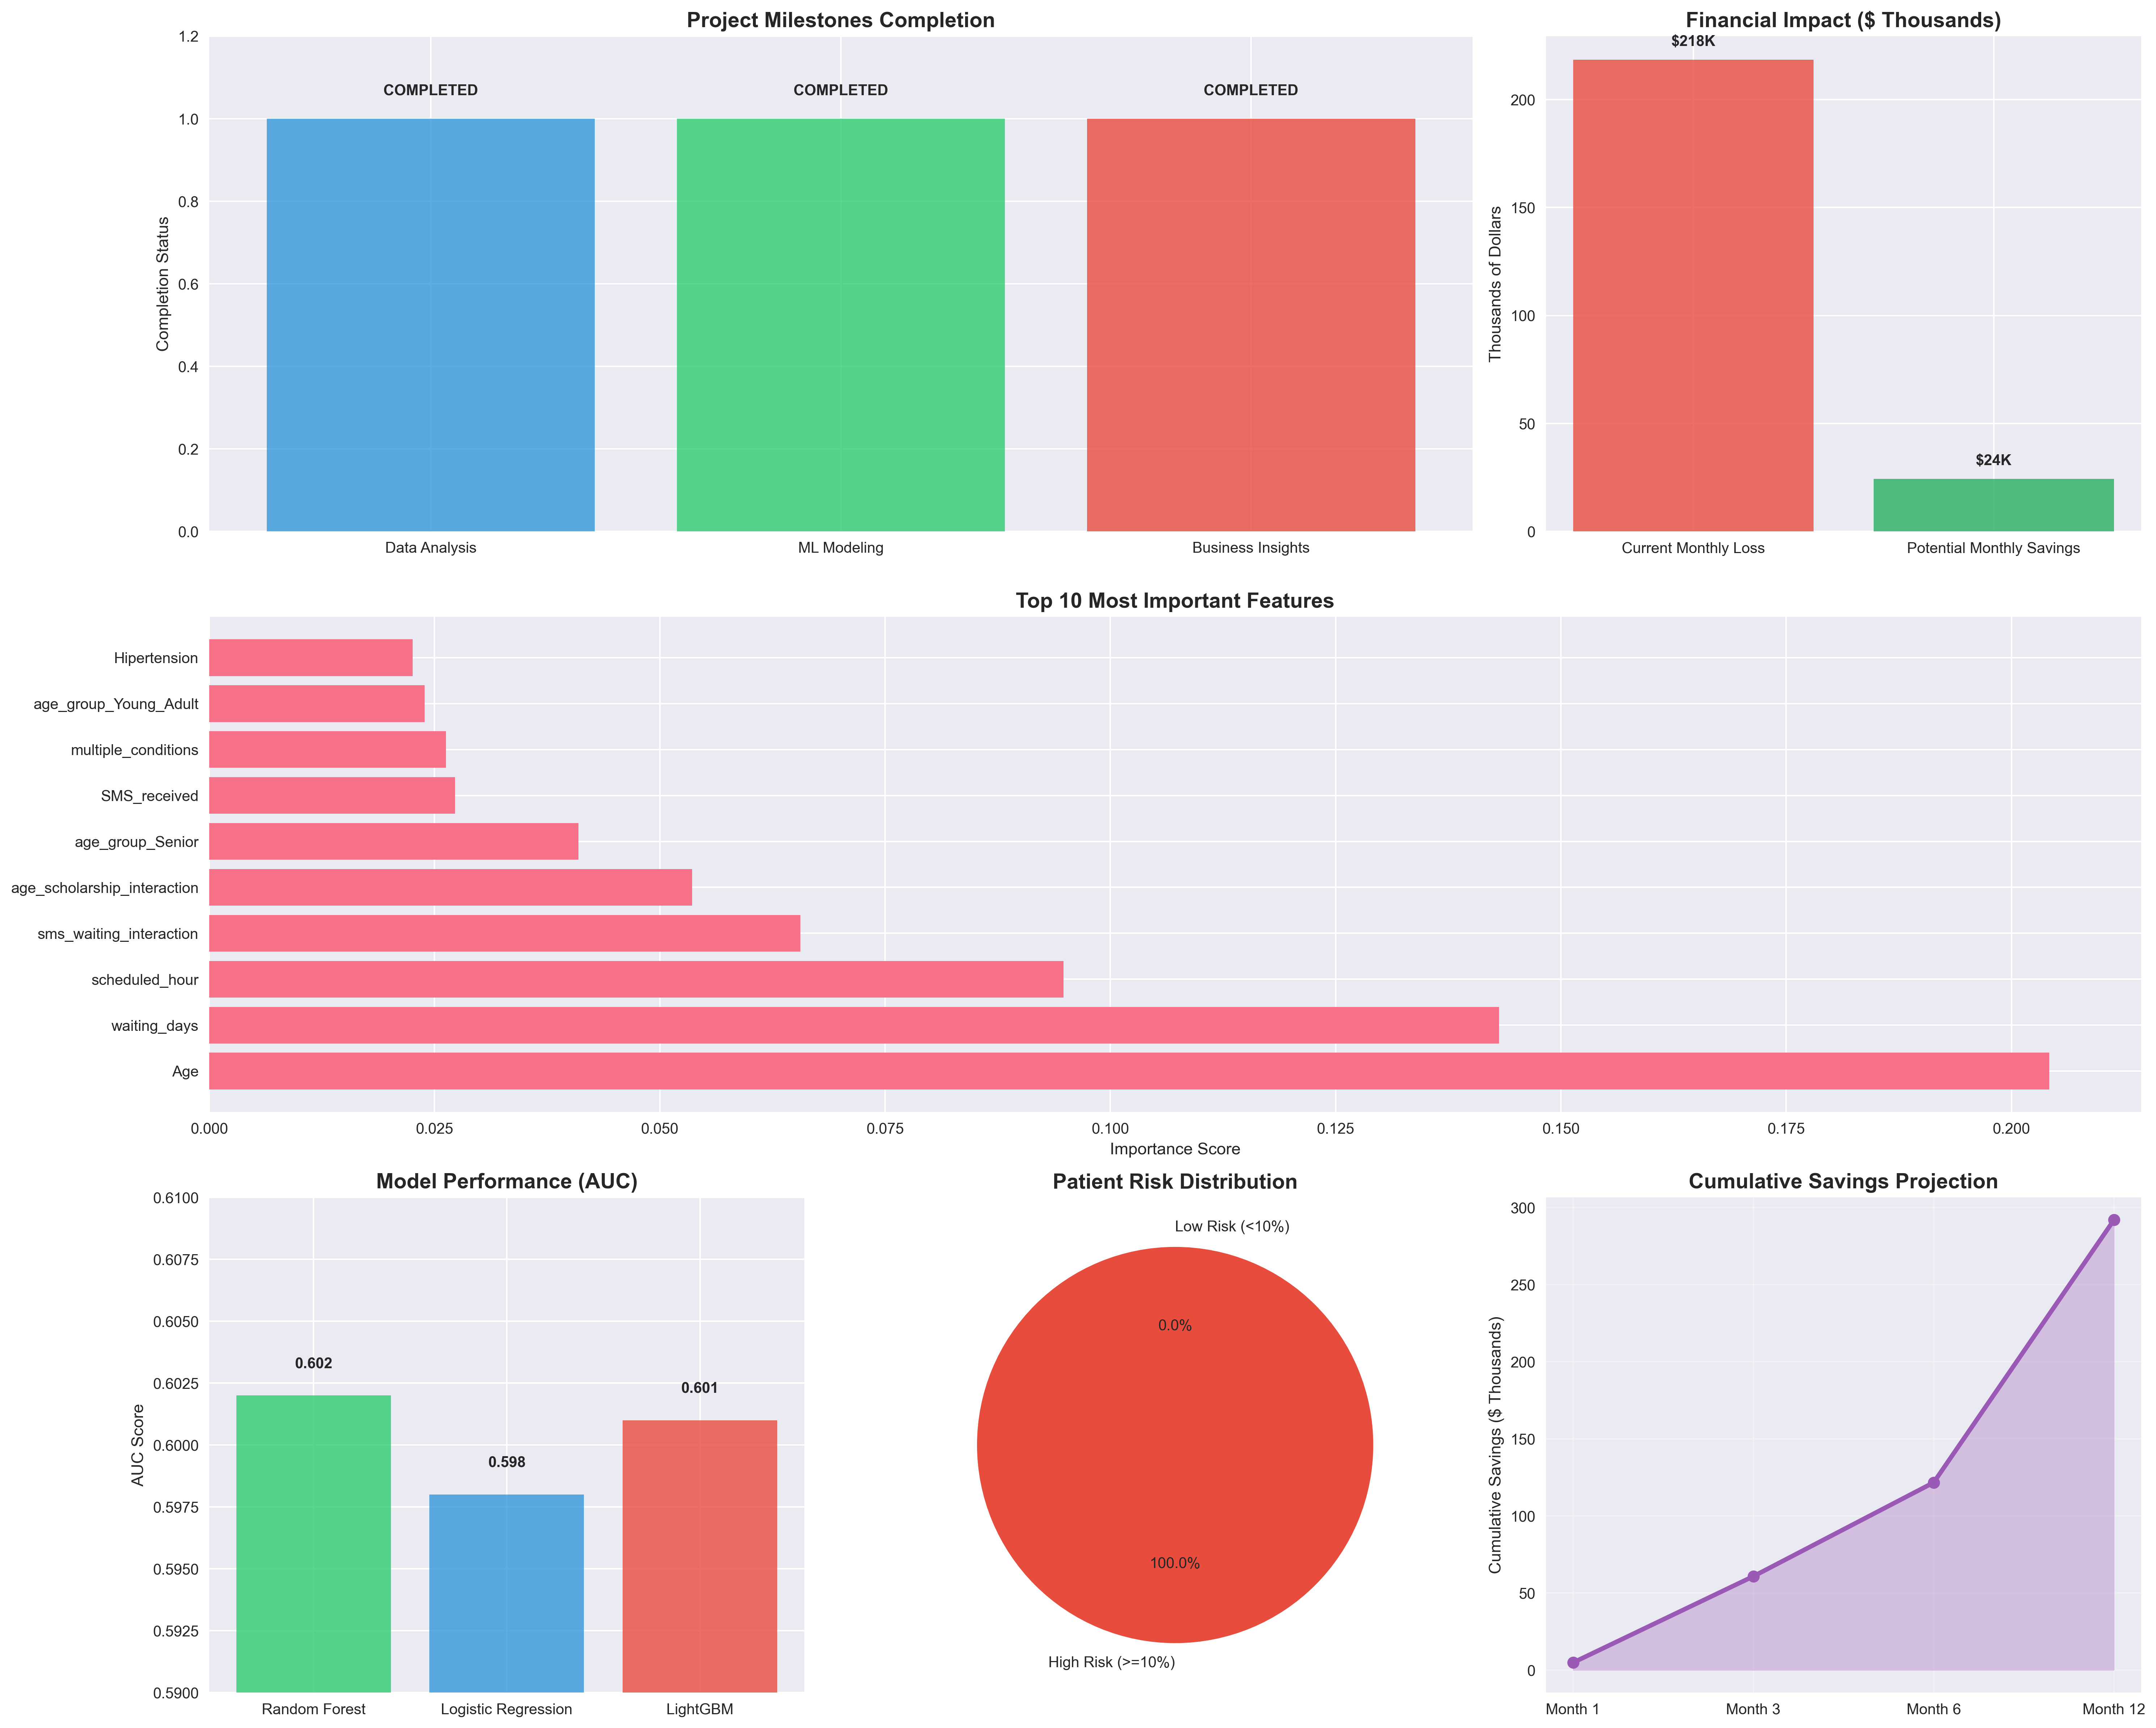 Project Milestones Completion
1.2
1.0
0.8
0.6
0.4
0.2
0.0
Completion Status
COMPLETED
COMPLETED
COMPLETED
Data Analysis
ML Modeling
Business Insights
Financial Impact ($ Thousands)
$218K
200
150
100
50
0
Thousands of Dollars
$24K
Current Monthly Loss
Potential Monthly Savings
Top 10 Most Important Features
Hipertension
age_group_Young_Adult
multiple_conditions
SMS_received
age_group_Senior
age_scholarship_interaction
sms_waiting_interaction
scheduled_hour
waiting_days
Age
0.000
0.025
0.050
0.075
0.100
0.125
0.150
0.175
0.200
Importance Score
Model Performance (AUC)
0.6100
0.6075
0.6050
0.6025
0.6000
0.5975
0.5950
0.5925
0.5900
AUC Score
0.602
0.598
0.601
Random Forest
Logistic Regression
LightGBM
Patient Risk Distribution
Low Risk (<10%)
0.0%
100.0%
High Risk (>=10%)
Cumulative Savings Projection
300
250
200
150
100
50
0
Cumulative Savings ($ Thousands)
Month 1
Month 3
Month 6
Month 12